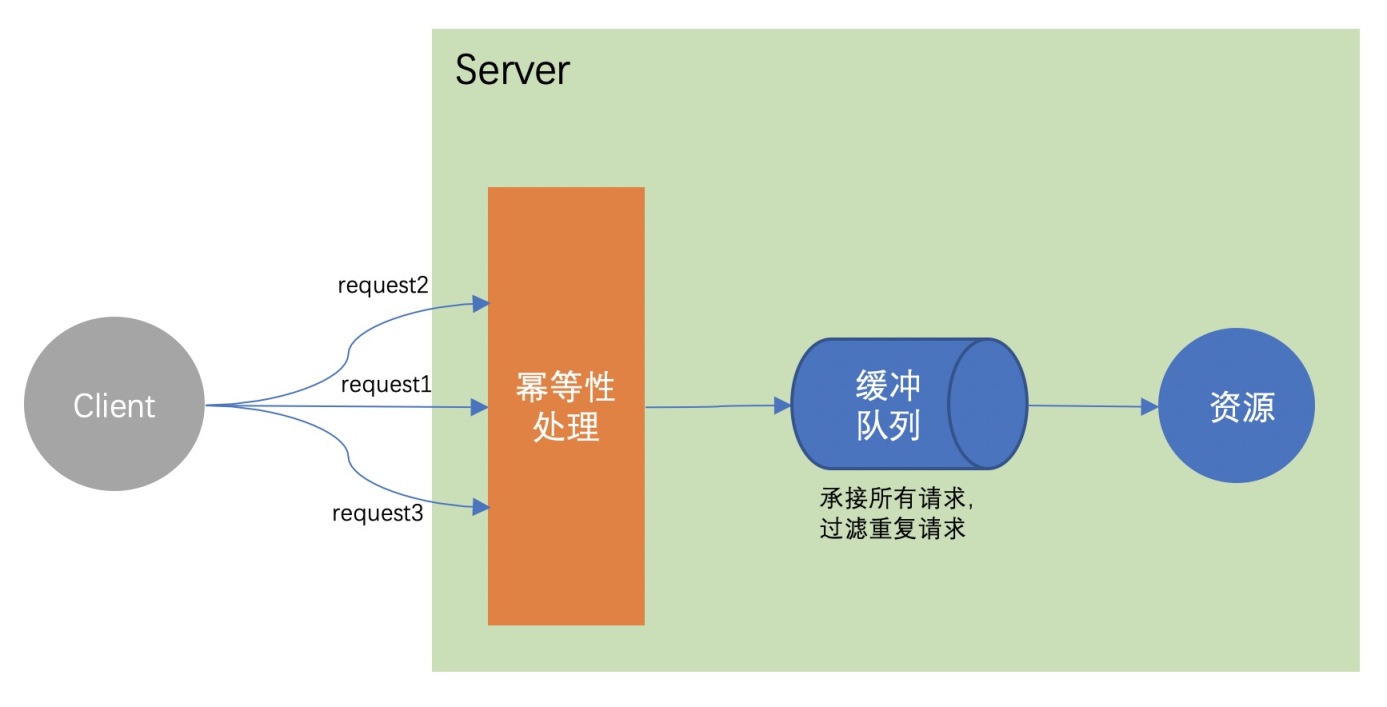 Server
request2
request1
request3
Client
幂等性
处理
缓冲
队列
承接所有请求，
过滤重复请求
资源